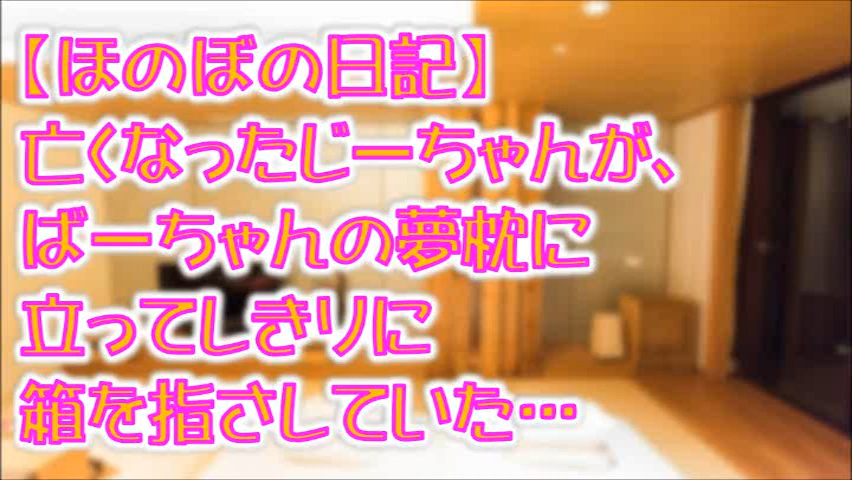 【ほのぼの日記】
亡くなったじーちゃんが、
ばーちゃんの夢枕に
立ってしきりに
箱を指さしていた…